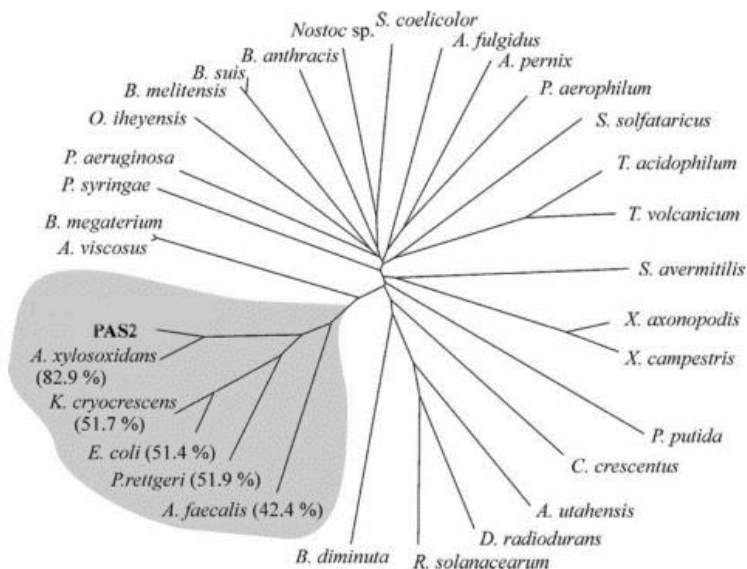 S. coelicolor
Nostoc sp.
A. fulgidus
B. anthracis
A. pernix
B. suis
P. aerophilum
B. melitensis
O. iheyensis
S. solfataricus
P. aeruginosa
T. acidophilum
P. syringae
T. volcanicum
B. megaterium
A. viscosus
S. avermitilis
PAS2
X. axonopodis
A. xylosoxidans
(82.9 %)
X. campestris
K. cryocrescens
(51.7 %)
P. putida
E. coli (51.4 %)
C. crescentus
P.rettgeri (51.9 %)
A. faecalis (42.4 %)
A. utahensis
D. radiodurans
B. diminuta
R. solanacearum